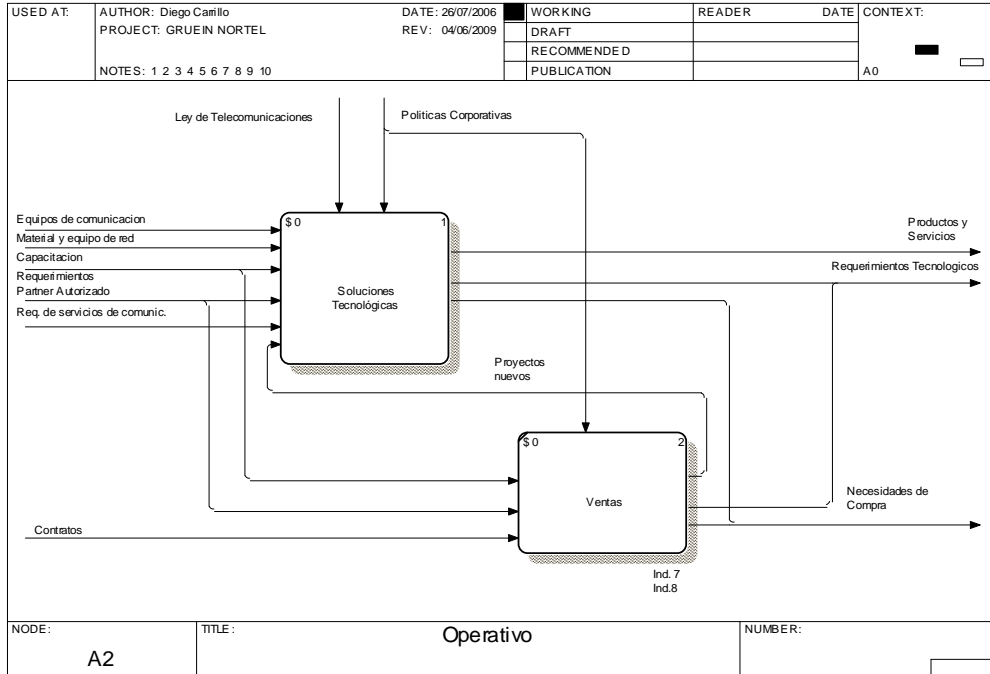 USED AT:
AUTHOR: Diego Carrillo
DATE: 26/07/2006
PROJECT: GRUEIN NORTEL
REV: 04/06/2009
NOTES: 1 2 3 4 5 6 7 8 9 10
WORKING
DRAFT
RECOMMENDED
PUBLICATION
READER
DATE
CONTEXT:
A0
Ley de Telecomunicaciones
Politicas Corporativas
Equipos de comunicacion
Material y equipo de red
Capacitacion
Requerimientos
Partner Autorizado
Req. de servicios de comunic.
$ 0
1
Soluciones
Tecnológicas
Productos y
Servicios
Requerimientos Tecnologicos
Proyectos
nuevos
$ 0
2
Ventas
Necesidades de
Compra
Contratos
Ind. 7
Ind.8
NODE:
A2
TITLE:
Operativo
NUMBER: